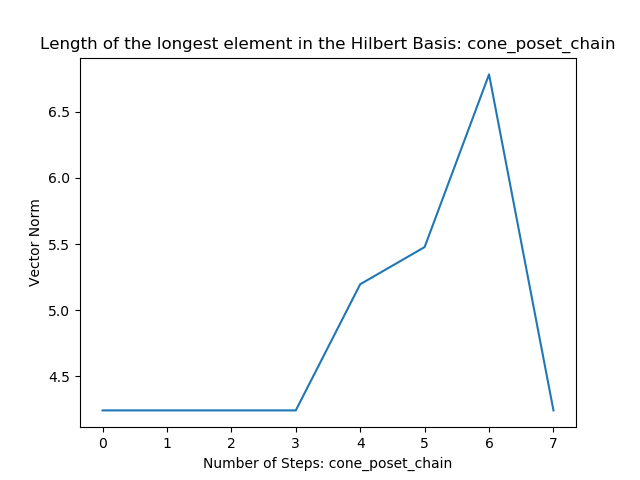 Length of the longest element in the Hilbert Basis: cone_poset_chain
Vector Norm
6.5
6.0
5.5
5.0
4.5
0 1 2 3 4 5 6 7
Number of Steps: cone_poset_chain